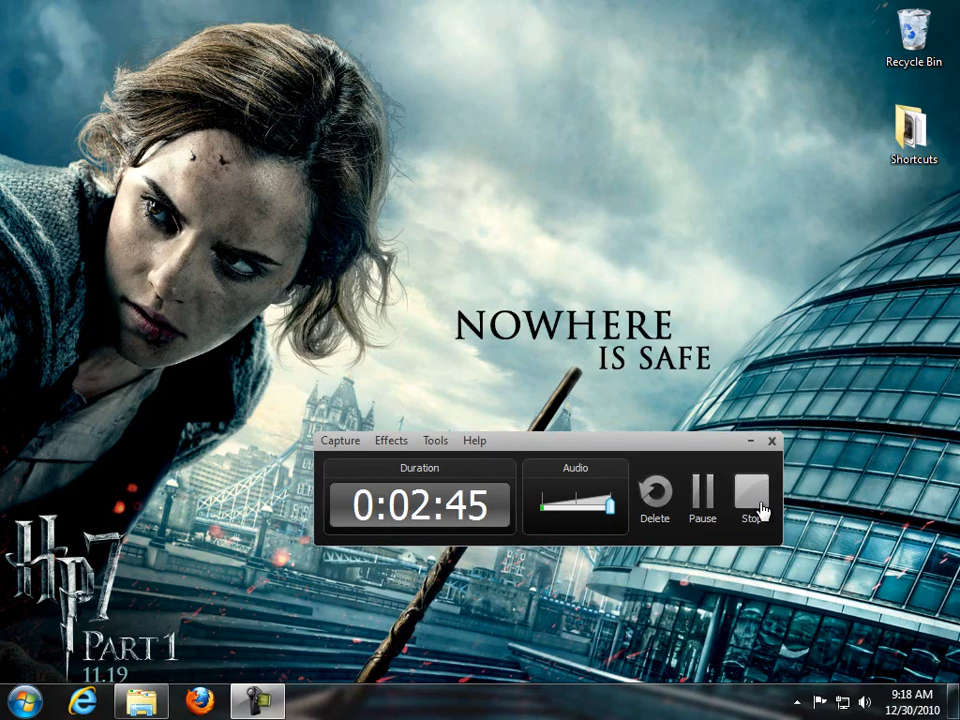 Recycle Bin
Shortcuts
NOWHERE
IS SAFE
Capture Effects Tools Help
Duration
Audio
0:02:45
Delete
Pause
Stop
Hp7
PART 1
11.19
9:18 AM
12/30/2010